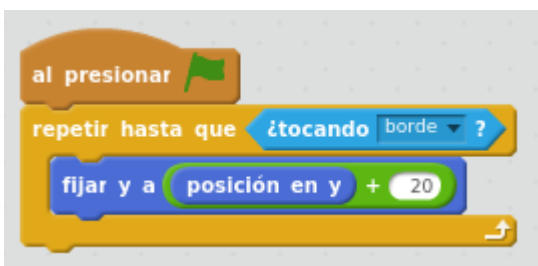 al presionar
repetir hasta que ¿tocando borde ?
fijar y a posición en y + 20